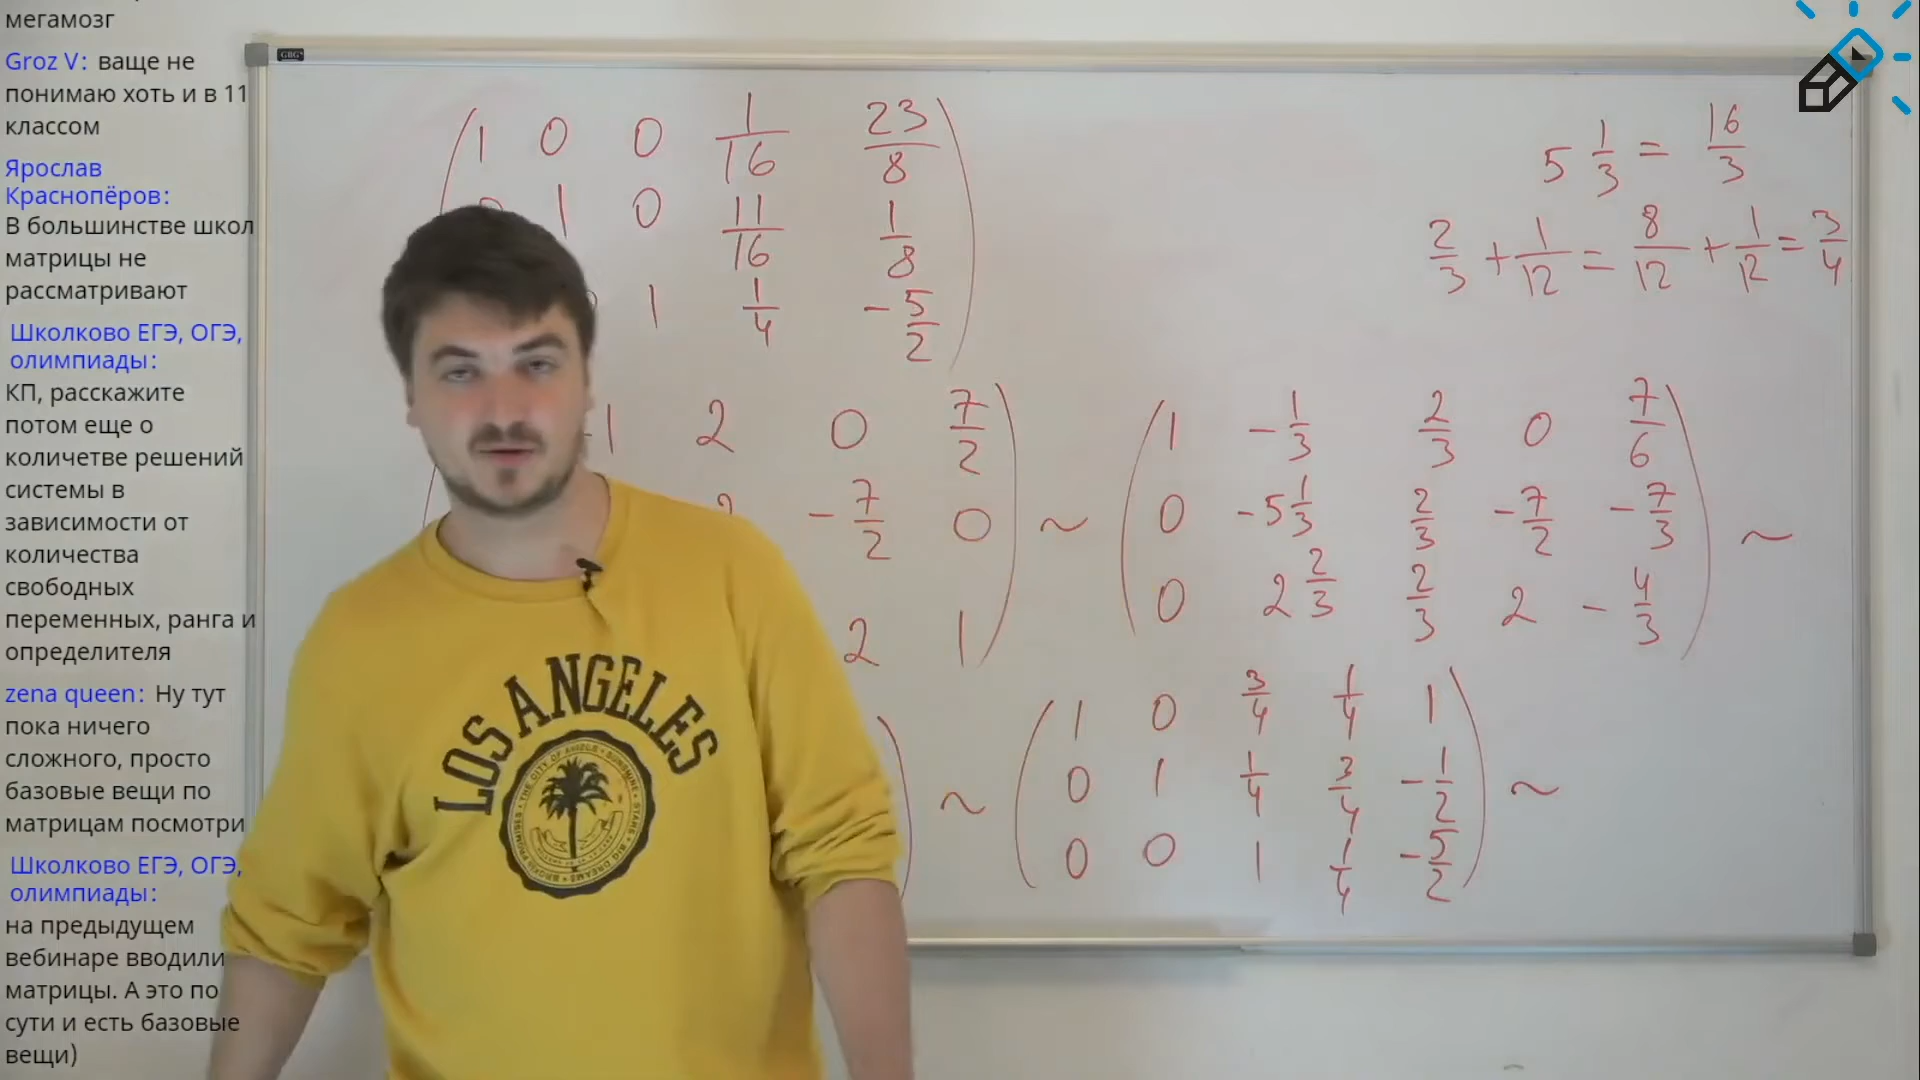 мегамозг
Groz V: ваще не
понимаю хоть и в 11
классом
Ярослав
Краснопёров:
В большинстве школ
матрицы не
рассматривают
Школково ЕГЭ, ОГЭ,
олимпиады:
КП, расскажите
потом еще о
количетве решений
системы в
зависимости от
количества
свободных
переменных, ранга и
определителя
zena queen: Ну тут
пока ничего
сложного, просто
базовые вещи по
матрицам посмотри
Школково ЕГЭ, ОГЭ,
олимпиады:
на предыдущем
вебинаре вводили
матрицы. А это по
сути и есть базовые
вещи)
1 0 0 1/16 23/8
1 0 11/16 1/8
1 1/4 -5/2
5 1/3 = 16/3
2/3 + 1/12 = 8/12 + 1/12 = 3/4
-1 2 0 7/2
-7/2 0 ~
2 1
1 -1/3 2/3 0 7/6
0 -5 1/3 2/3 -7/2 -7/3 ~
0 2 2/3 2/3 2 -4/3
~
1 0 3/4 1/4 1
0 1 1/4 3/4 -1/2 ~
0 0 1 1/4 -5/2
LOS ANGELES